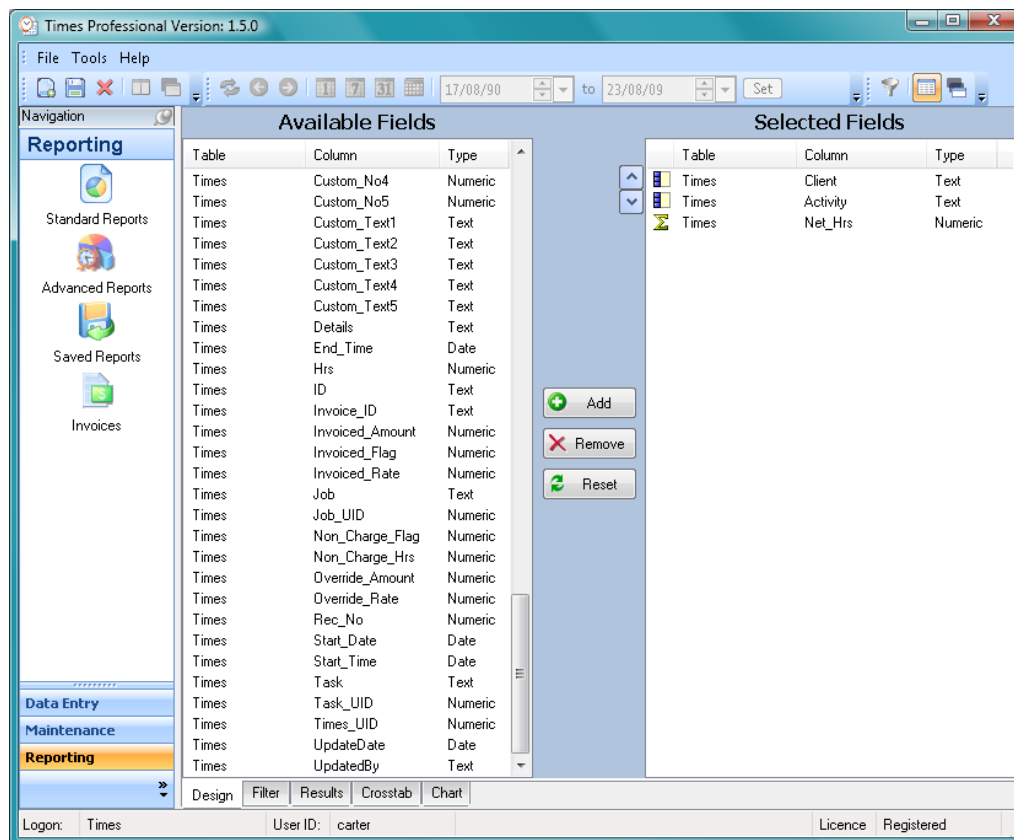 Times Professional Version: 1.5.0
File Tools Help
1 7 31 17/08/90 to 23/08/09 Set
Navigation
Reporting
Standard Reports
Advanced Reports
Saved Reports
Invoices
Data Entry
Maintenance
Reporting
Available Fields
Table Column Type
Times Custom_No4 Numeric
Times Custom_No5 Numeric
Times Custom_Text1 Text
Times Custom_Text2 Text
Times Custom_Text3 Text
Times Custom_Text4 Text
Times Custom_Text5 Text
Times Details Text
Times End_Time Date
Times Hrs Numeric
Times ID Text
Times Invoice_ID Text
Times Invoiced_Amount Numeric
Times Invoiced_Flag Numeric
Times Invoiced_Rate Numeric
Times Job Text
Times Job_UID Numeric
Times Non_Charge_Flag Numeric
Times Non_Charge_Hrs Numeric
Times Override_Amount Numeric
Times Override_Rate Numeric
Times Rec_No Numeric
Times Start_Date Date
Times Start_Time Date
Times Task Text
Times Task_UID Numeric
Times Times_UID Numeric
Times UpdateDate Date
Times UpdatedBy Text
Add
Remove
Reset
Selected Fields
Table Column Type
Times Client Text
Times Activity Text
Σ Times Net_Hrs Numeric
Design Filter Results Crosstab Chart
Logon: Times User ID: carter Licence Registered